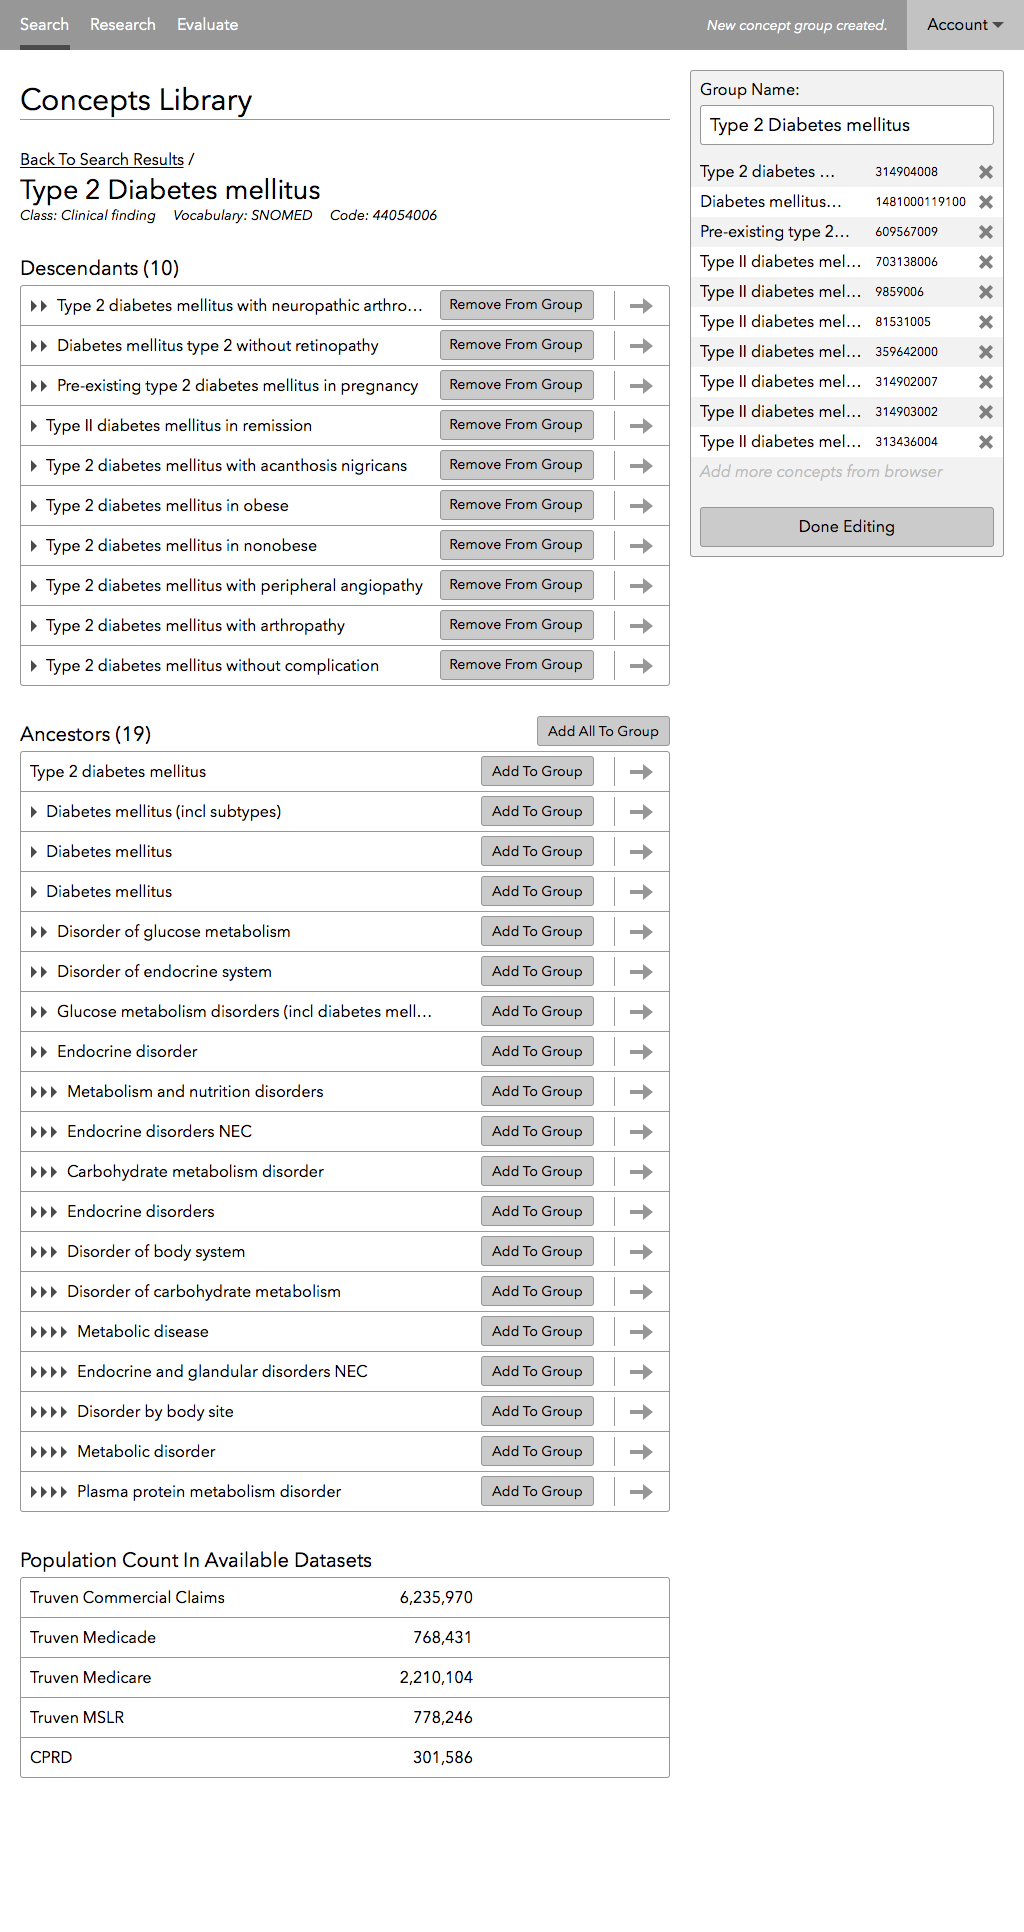 Search Research Evaluate New concept group created. Account
Concepts Library
Back To Search Results /
Type 2 Diabetes mellitus
Class: Clinical finding Vocabulary: SNOMED Code: 44054006
Descendants (10)
Type 2 diabetes mellitus with neuropathic arthro... Remove From Group
Diabetes mellitus type 2 without retinopathy Remove From Group
Pre-existing type 2 diabetes mellitus in pregnancy Remove From Group
Type II diabetes mellitus in remission Remove From Group
Type 2 diabetes mellitus with acanthosis nigricans Remove From Group
Type 2 diabetes mellitus in obese Remove From Group
Type 2 diabetes mellitus in nonobese Remove From Group
Type 2 diabetes mellitus with peripheral angiopathy Remove From Group
Type 2 diabetes mellitus with arthropathy Remove From Group
Type 2 diabetes mellitus without complication Remove From Group
Ancestors (19) Add All To Group
Type 2 diabetes mellitus Add To Group
Diabetes mellitus (incl subtypes) Add To Group
Diabetes mellitus Add To Group
Diabetes mellitus Add To Group
Disorder of glucose metabolism Add To Group
Disorder of endocrine system Add To Group
Glucose metabolism disorders (incl diabetes mell... Add To Group
Endocrine disorder Add To Group
Metabolism and nutrition disorders Add To Group
Endocrine disorders NEC Add To Group
Carbohydrate metabolism disorder Add To Group
Endocrine disorders Add To Group
Disorder of body system Add To Group
Disorder of carbohydrate metabolism Add To Group
Metabolic disease Add To Group
Endocrine and glandular disorders NEC Add To Group
Disorder by body site Add To Group
Metabolic disorder Add To Group
Plasma protein metabolism disorder Add To Group
Population Count In Available Datasets
Truven Commercial Claims 6,235,970
Truven Medicade 768,431
Truven Medicare 2,210,104
Truven MSLR 778,246
CPRD 301,586
Group Name:
Type 2 Diabetes mellitus
Type 2 diabetes ... 314904008
Diabetes mellitus... 1481000119100
Pre-existing type 2... 609567009
Type II diabetes mel... 703138006
Type II diabetes mel... 9859006
Type II diabetes mel... 81531005
Type II diabetes mel... 359642000
Type II diabetes mel... 314902007
Type II diabetes mel... 314903002
Type II diabetes mel... 313436004
Add more concepts from browser
Done Editing